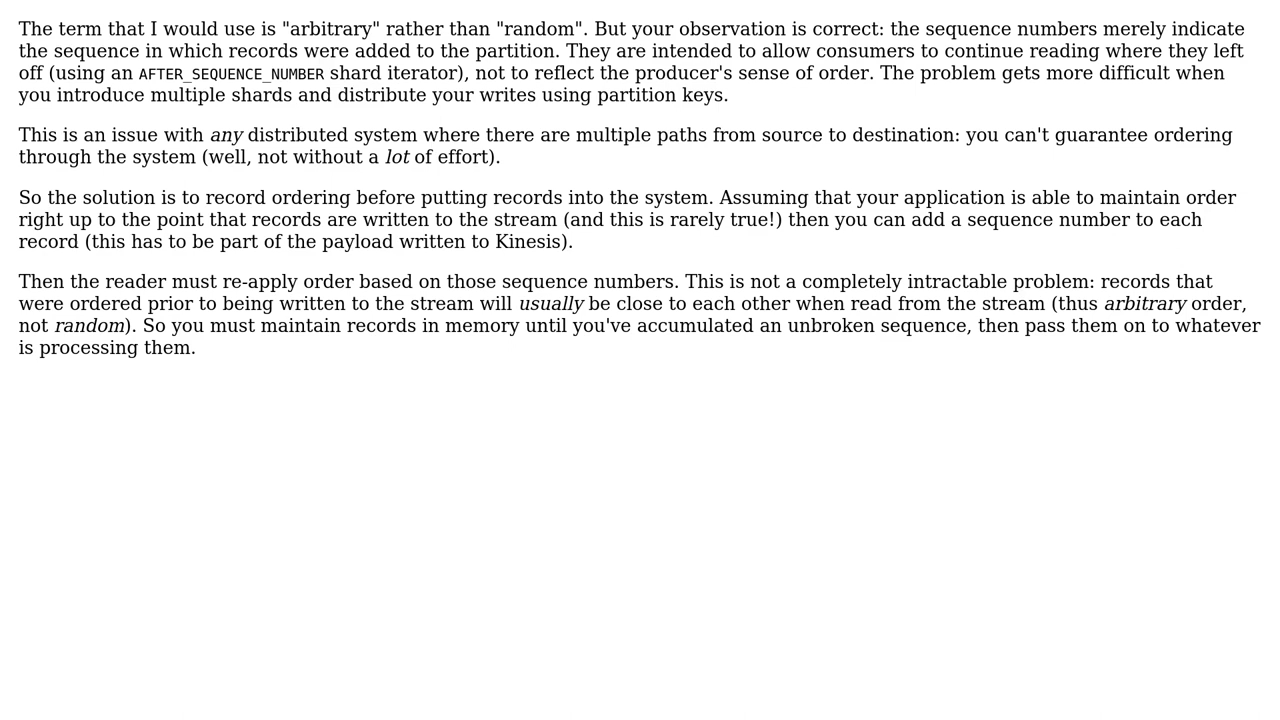 The term that I would use is "arbitrary" rather than "random". But your observation is correct: the sequence numbers merely indicate
the sequence in which records were added to the partition. They are intended to allow consumers to continue reading where they left
off (using an AFTER_SEQUENCE_NUMBER shard iterator), not to reflect the producer's sense of order. The problem gets more difficult when
you introduce multiple shards and distribute your writes using partition keys.
This is an issue with any distributed system where there are multiple paths from source to destination: you can't guarantee ordering
through the system (well, not without a lot of effort).
So the solution is to record ordering before putting records into the system. Assuming that your application is able to maintain order
right up to the point that records are written to the stream (and this is rarely true!) then you can add a sequence number to each
record (this has to be part of the payload written to Kinesis).
Then the reader must re-apply order based on those sequence numbers. This is not a completely intractable problem: records that
were ordered prior to being written to the stream will usually be close to each other when read from the stream (thus arbitrary order,
not random). So you must maintain records in memory until you've accumulated an unbroken sequence, then pass them on to whatever
is processing them.